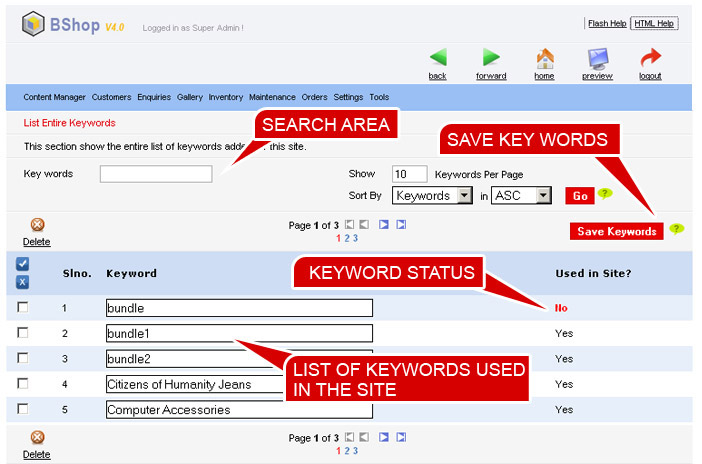 BShop V4.0
Logged in as Super Admin !
Flash Help
HTML Help
back
forward
home
preview
logout
Content Manager Customers Enquiries Gallery Inventory Maintenance Orders Settings Tools
List Entire Keywords
SEARCH AREA
SAVE KEY WORDS
This section show the entire list of keywords this site.
Key words
Show 10 Keywords Per Page
Sort By Keywords in ASC Go ?
Delete
Page 1 of 3
1 2 3
Save Keywords ?
X
Slno. Keyword
KEYWORD STATUS
Used in Site?
1 bundle No
2 bundle1 Yes
3 bundle2 Yes
LIST OF KEYWORDS USED
IN THE SITE
4 Citizens of Humanity Jeans Yes
5 Computer Accessories Yes
Delete
Page 1 of 3
1 2 3